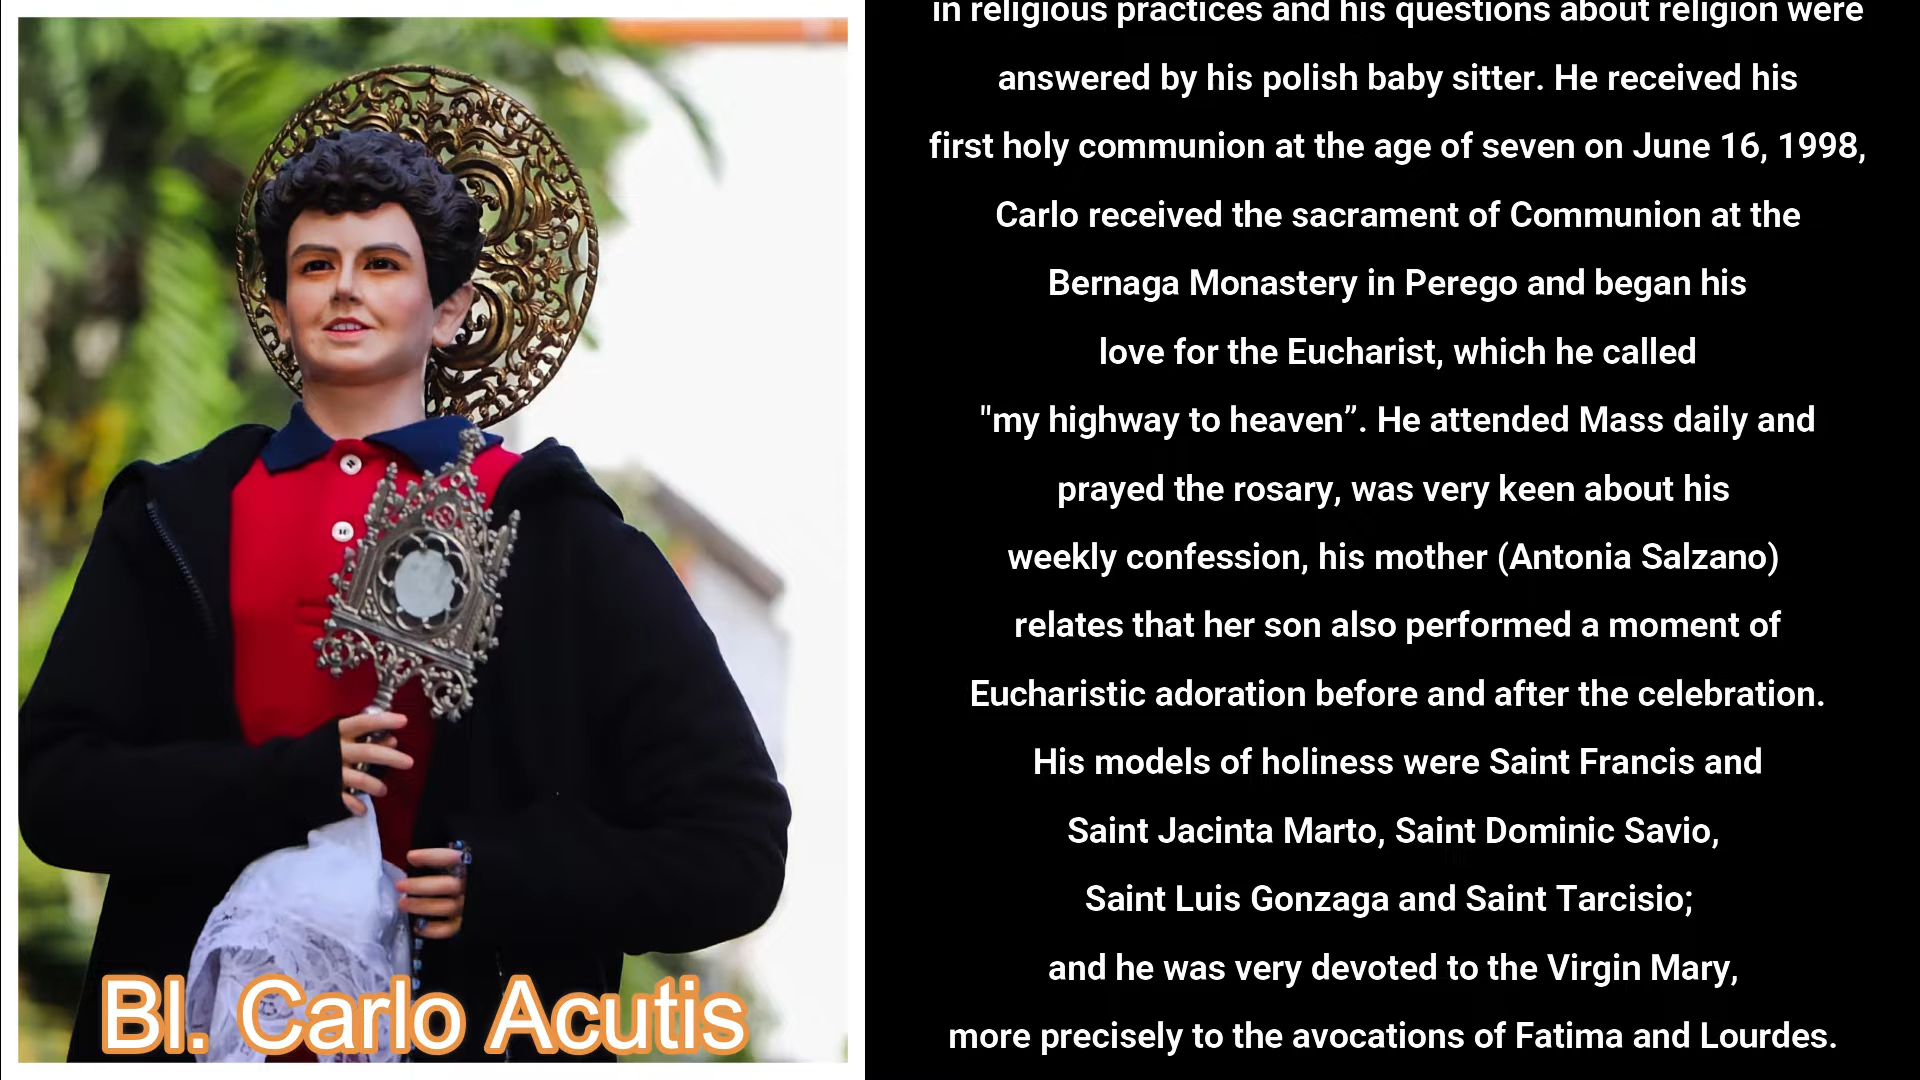 in religious practices and his questions about religion were
answered by his polish baby sitter. He received his
first holy communion at the age of seven on June 16, 1998,
Carlo received the sacrament of Communion at the
Bernaga Monastery in Perego and began his
love for the Eucharist, which he called
"my highway to heaven”. He attended Mass daily and
prayed the rosary, was very keen about his
weekly confession, his mother (Antonia Salzano)
relates that her son also performed a moment of
Eucharistic adoration before and after the celebration.
His models of holiness were Saint Francis and
Saint Jacinta Marto, Saint Dominic Savio,
Saint Luis Gonzaga and Saint Tarcisio;
and he was very devoted to the Virgin Mary,
more precisely to the avocations of Fatima and Lourdes.
Bl. Carlo Acutis